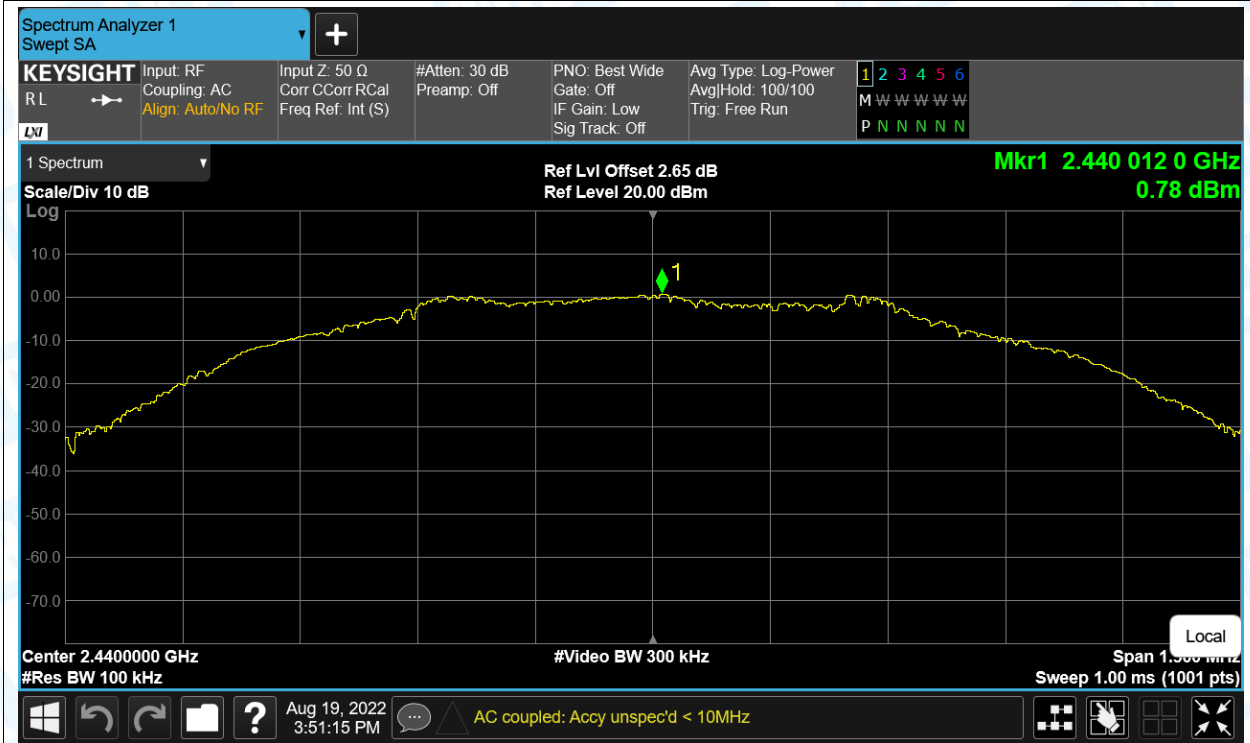 Spectrum Analyzer 1
Swept SA
KEYSIGHT
R L
LXI
Input: RF
Coupling: AC
Align: Auto/No RF
Input Z: 50 Ω
Corr CCorr RCal
Freq Ref: Int (S)
#Atten: 30 dB
Preamp: Off
PNO: Best Wide
Gate: Off
IF Gain: Low
Sig Track: Off
Avg Type: Log-Power
Avg|Hold: 100/100
Trig: Free Run
1 2 3 4 5 6
M W W W W W
P N N N N N
1 Spectrum
Scale/Div 10 dB
Ref Lvl Offset 2.65 dB
Ref Level 20.00 dBm
Mkr1 2.440 012 0 GHz
0.78 dBm
Log
10.0
0.00
-10.0
-20.0
-30.0
-40.0
-50.0
-60.0
-70.0
1
Local
Center 2.4400000 GHz
#Video BW 300 kHz
Span
#Res BW 100 kHz
Sweep 1.00 ms (1001 pts)
?
Aug 19, 2022
3:51:15 PM
AC coupled: Accy unspec'd < 10MHz